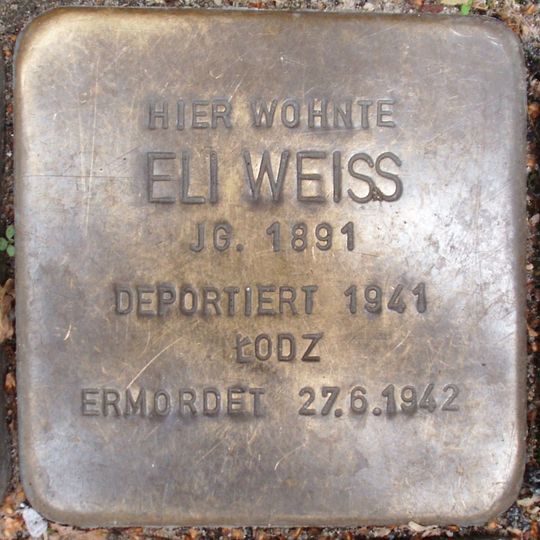 HIER WOHNTE
ELI WEISS
JG. 1891
DEPORTIERT 1941
ŁODZ
ERMORDET 27.6.1942